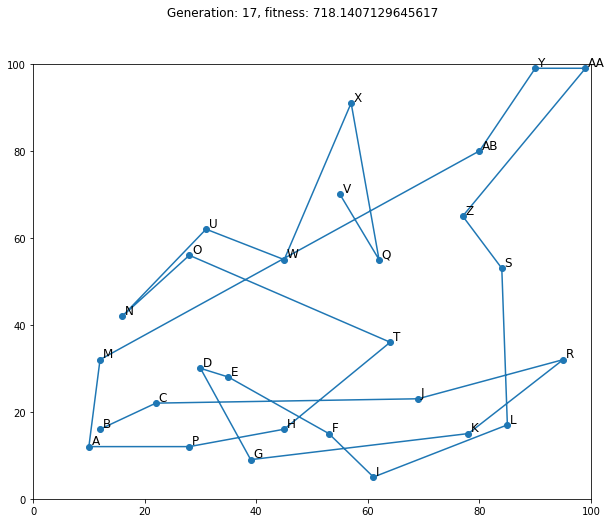 Generation: 17, fitness: 718.1407129645617
100
Y
AA
X
80
AB
V
Z
U
60
O
W
Q
S
N
40
T
M
D
R
E
20
C
J
B
H
F
L
A
P
G
K
I
0
0
20
40
60
80
100